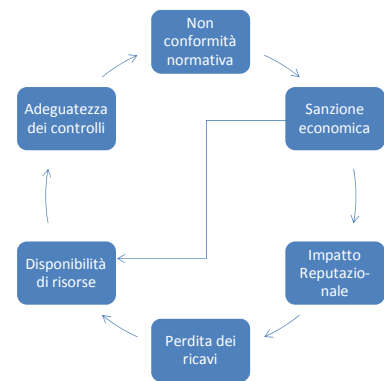 Non
conformità
normativa
Sanzione
economica
Impatto
Reputazio-
nale
Perdita dei
ricavi
Disponibilità
di risorse
Adeguatezza
dei controlli